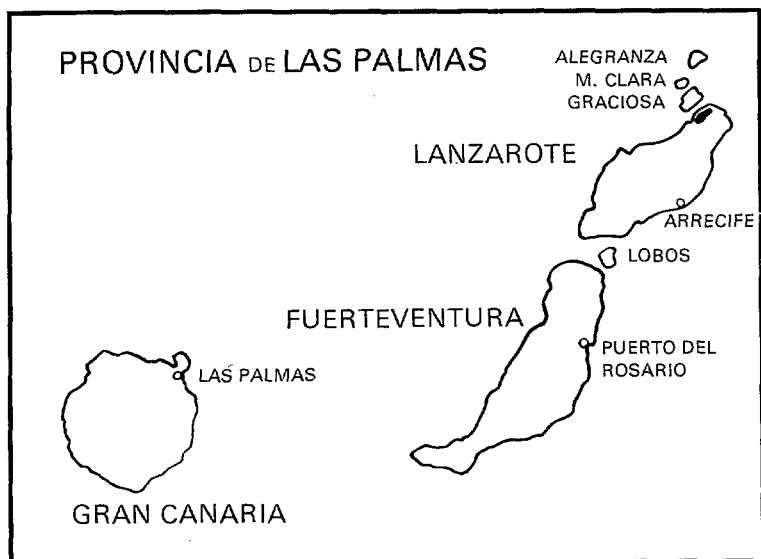 PROVINCIA DE LAS PALMAS
ALEGRANZA
M. CLARA
GRACIOSA
LANZAROTE
ARRECIFE
LOBOS
FUERTEVENTURA
PUERTO DEL
ROSARIO
LAS PALMAS
GRAN CANARIA